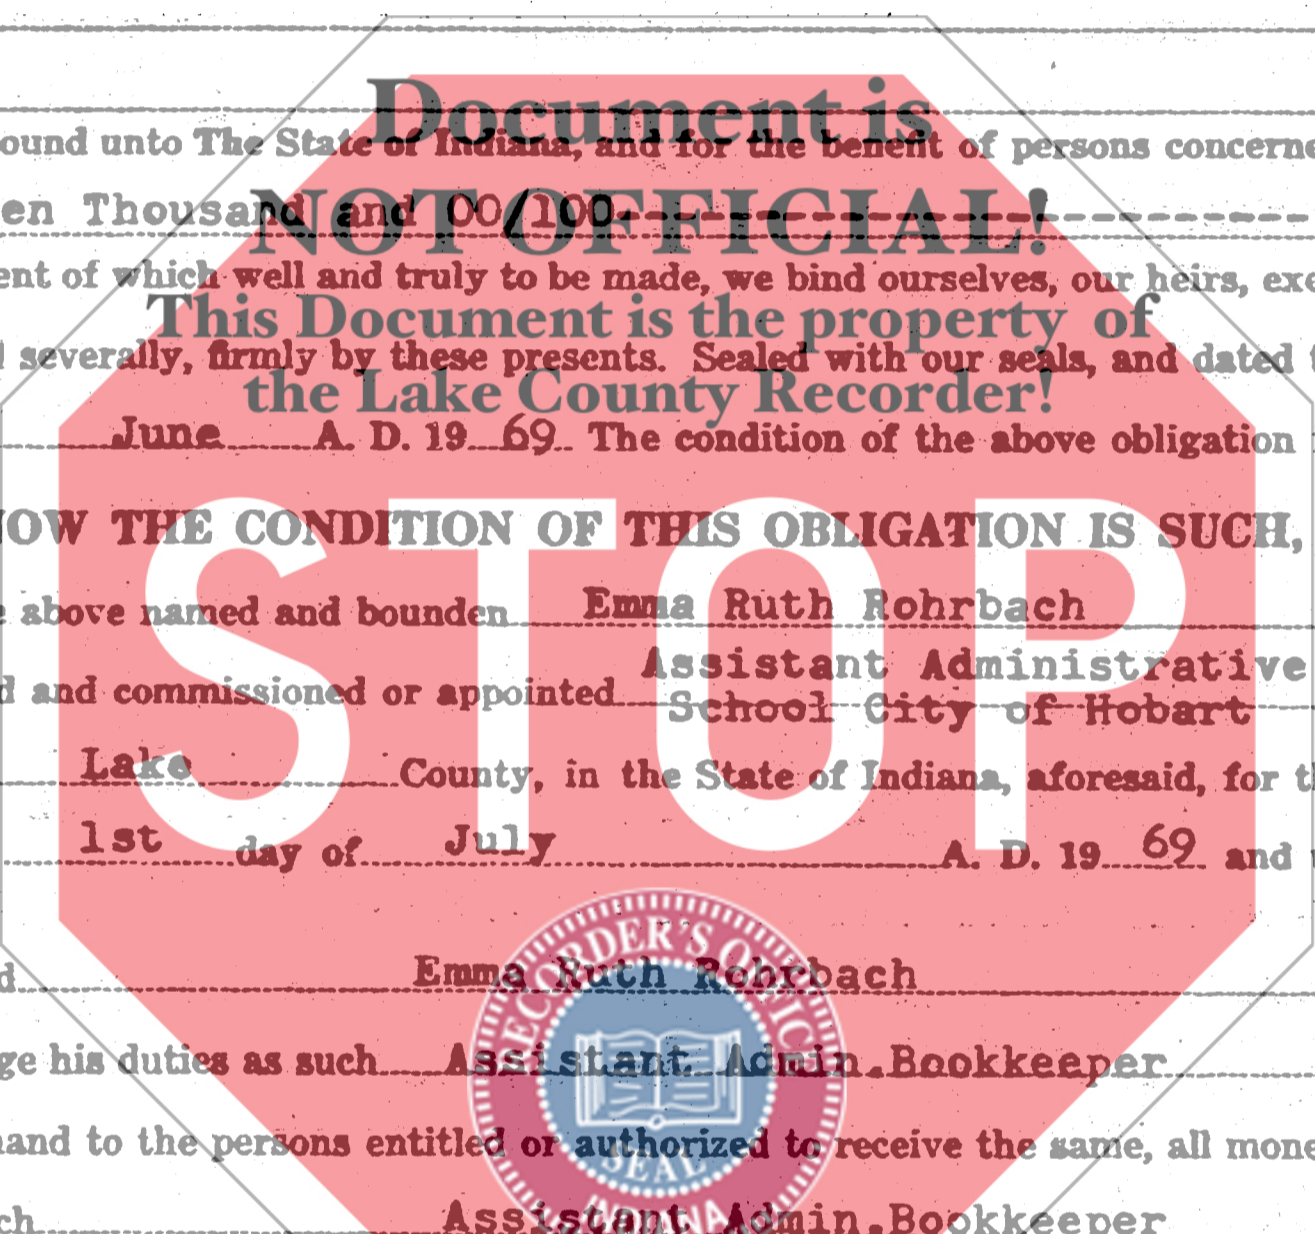 Document is
ound unto The State of Indiana, and for the benefit of persons concerne
en Thousand and 00/100
NOT OFFICIAL!
ent of which well and truly to be made, we bind ourselves, our heirs, exe
This Document is the property of
severally, firmly by these presents. Sealed with our seals, and dated t
the Lake County Recorder!
June A. D. 19 69 The condition of the above obligation
STOP
NOW THE CONDITION OF THIS OBLIGATION IS SUCH,
e above named and bounden Emma Ruth Rohrbach
Assistant Administrative
d and commissioned or appointed School City of Hobart
Lake County, in the State of Indiana, aforesaid, for th
1st day of July A. D. 19 69 and
RECORDER'S OFFIC
d Emma Ruth Rohrbach
ge his duties as such Assistant Admin.Bookkeeper
hand to the persons entitled or authorized to receive the same, all mone
SEAL
INDIANA
ch Assistant Admin.Bookkeeper